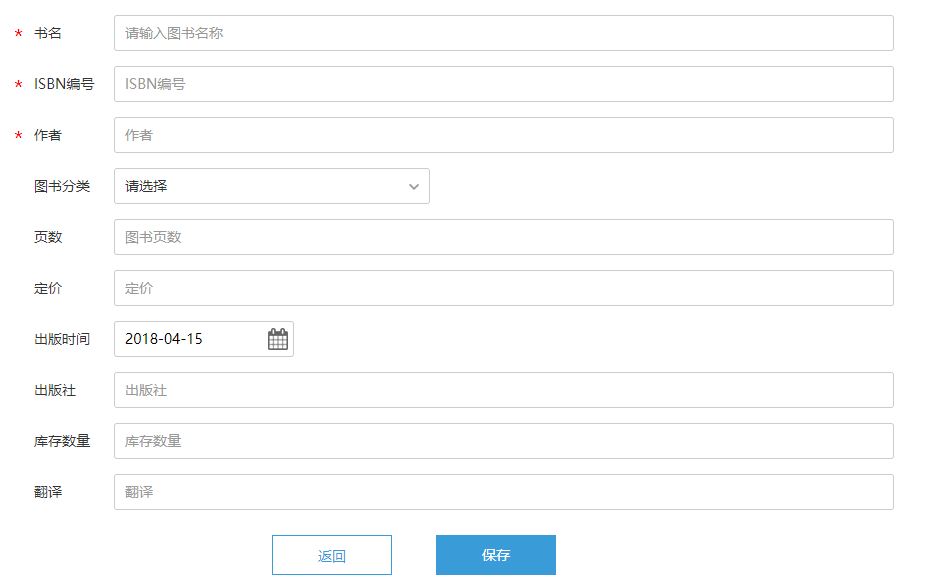 * 书名 请输入图书名称
* ISBN编号 ISBN编号
* 作者 作者
图书分类 请选择
页数 图书页数
定价 定价
出版时间 2018-04-15
出版社 出版社
库存数量 库存数量
翻译 翻译
返回 保存